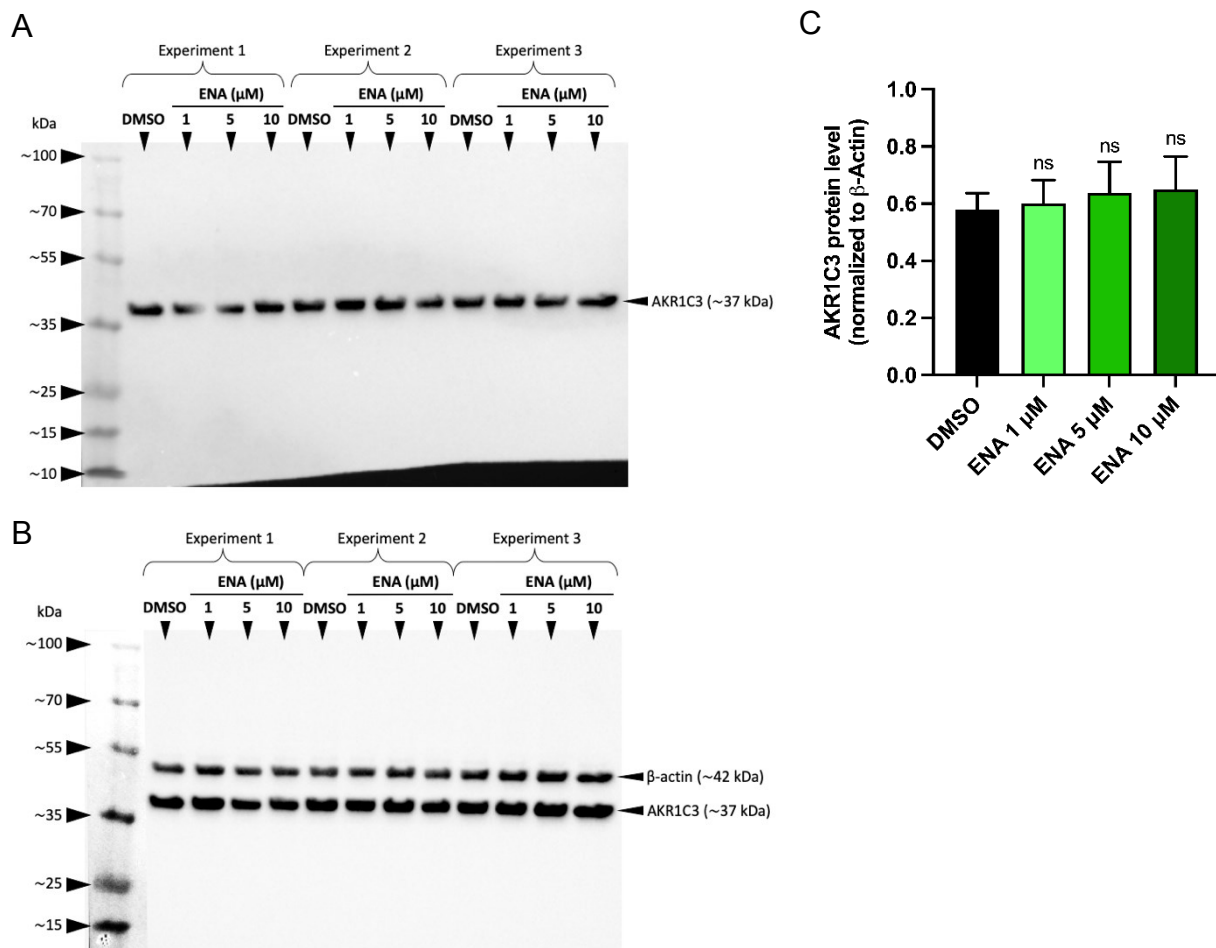 A
Experiment 1 Experiment 2 Experiment 3
ENA (µM) ENA (µM) ENA (µM)
kDa DMSO 1 5 10 DMSO 1 5 10 DMSO 1 5 10
~100
~70
~55
AKR1C3 (~37 kDa)
~35
~25
~15
~10
B
Experiment 1 Experiment 2 Experiment 3
ENA (µM) ENA (µM) ENA (µM)
kDa DMSO 1 5 10 DMSO 1 5 10 DMSO 1 5 10
~100
~70
~55
β-actin (~42 kDa)
AKR1C3 (~37 kDa)
~35
~25
~15
C
AKR1C3 protein level
(normalized to β-Actin)
1.0
0.8
0.6
0.4
0.2
0.0
ns ns ns
DMSO
ENA 1 µM
ENA 5 µM
ENA 10 µM